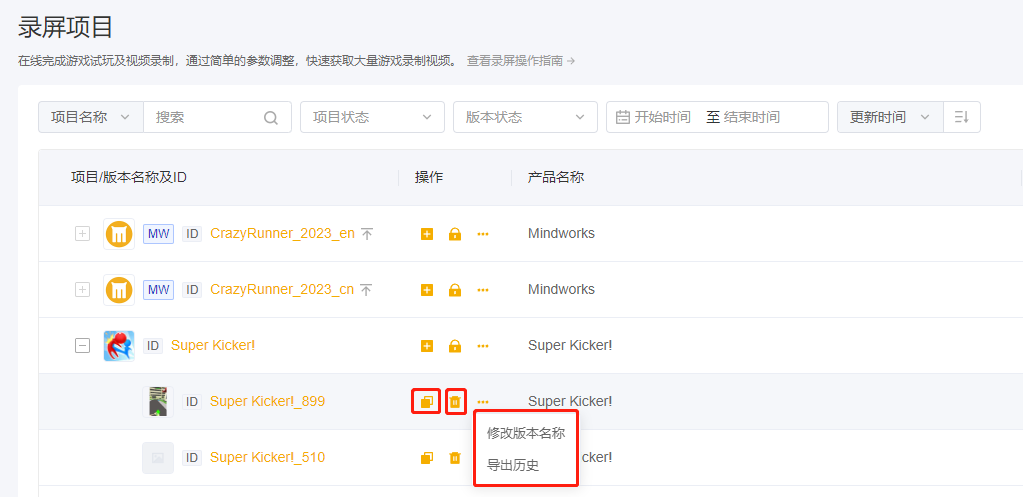 录屏项目
在线完成游戏试玩及视频录制，通过简单的参数调整，快速获取大量游戏录制视频。 查看录屏操作指南
项目名称 搜索 项目状态 版本状态 开始时间 至 结束时间 更新时间
项目/版本名称及ID 操作 产品名称
MW ID CrazyRunner_2023_en Mindworks
MW ID CrazyRunner_2023_cn Mindworks
ID Super Kicker! Super Kicker!
ID Super Kicker!_899 Super Kicker!
修改版本名称
ID Super Kicker!_510 cker!
导出历史